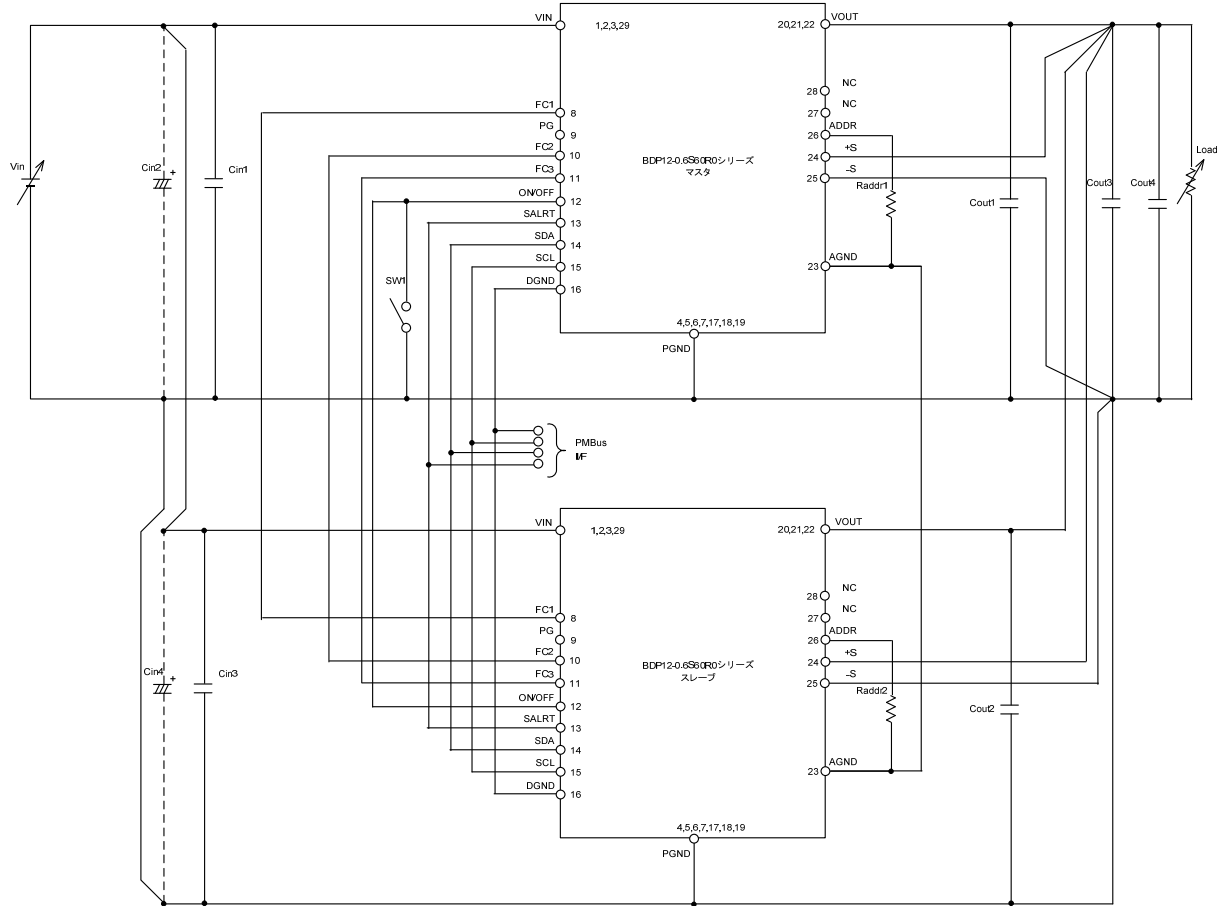 VIN
1,2,3,29
20,21,22
VOUT
28
NC
27
NC
FC1
8
PG
9
26
ADDR
FC2
10
24
+S
FC3
11
25
–S
BDP12-0.6S60R0シリーズ
マスタ
ON/OFF
12
SALRT
13
SDA
14
SCL
15
DGND
16
23
AGND
4,5,6,7,17,18,19
PGND
Vin
Cin2
+
Cin1
SW1
Raddr1
Cout1
Cout3
Cout4
Load
PMBus
I/F
VIN
1,2,3,29
20,21,22
VOUT
28
NC
27
NC
FC1
8
PG
9
26
ADDR
FC2
10
24
+S
FC3
11
25
–S
BDP12-0.6S60R0シリーズ
スレーブ
ON/OFF
12
SALRT
13
SDA
14
SCL
15
DGND
16
23
AGND
4,5,6,7,17,18,19
PGND
Cin4
+
Cin3
Raddr2
Cout2